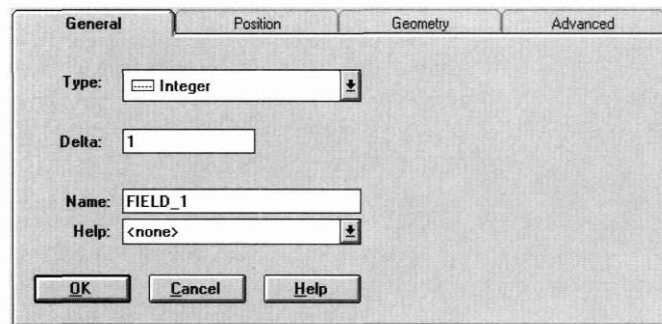 General Position Geometry Advanced
Type: Integer
Delta: 1
Name: FIELD_1
Help: <none>
OK Cancel Help